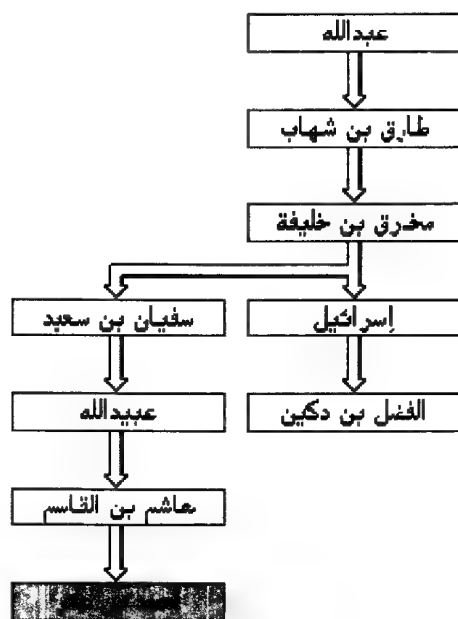 عبدالله
طارق بن شهاب
مخرق بن خليفة
سفيان بن سعيد
إسرائيل
عبيدالله
الفضل بن دكين
هاشم بن القاسم